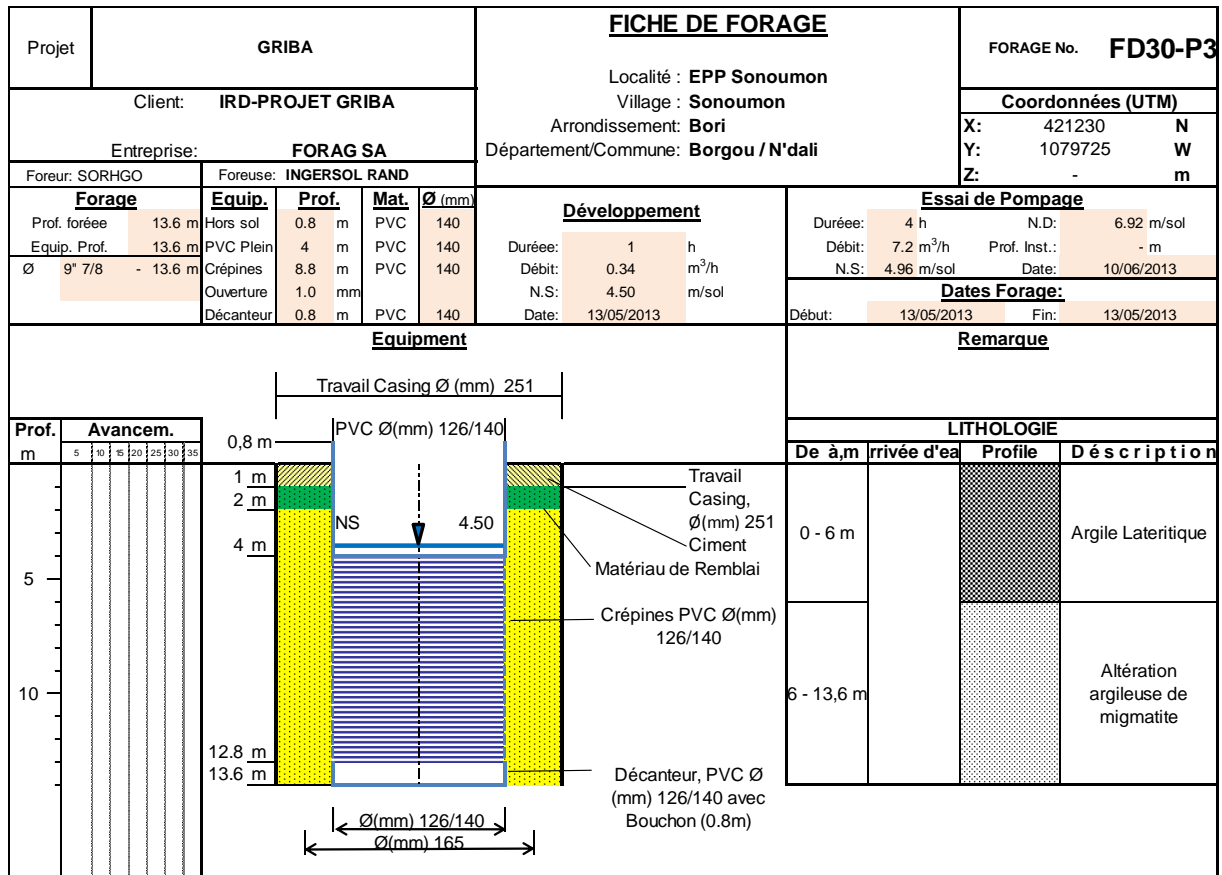 Projet GRIBA
FICHE DE FORAGE
FORAGE No. FD30-P3
Localité : EPP Sonoumon
Client: IRD-PROJET GRIBA
Village : Sonoumon
Coordonnées (UTM)
Arrondissement: Bori
X: 421230 N
Entreprise: FORAG SA
Département/Commune: Borgou / N'dali
Y: 1079725 W
Foreur: SORHGO
Foreuse: INGERSOL RAND
Z: - m
Forage
Prof. foréee 13.6 m
Equip. Prof. 13.6 m
Ø 9" 7/8 - 13.6 m
Equip. Prof. Mat. Ø (mm)
Hors sol 0.8 m PVC 140
PVC Plein 4 m PVC 140
Crépines 8.8 m PVC 140
Ouverture 1.0 mm
Décanteur 0.8 m PVC 140
Développement
Duréee: 1 h
Débit: 0.34 m³/h
N.S: 4.50 m/sol
Date: 13/05/2013
Essai de Pompage
Duréee: 4 h N.D: 6.92 m/sol
Débit: 7.2 m³/h Prof. Inst.: - m
N.S: 4.96 m/sol Date: 10/06/2013
Dates Forage:
Début: 13/05/2013 Fin: 13/05/2013
Equipment
Remarque
Travail Casing Ø (mm) 251
Prof. Avancem.
m 5 10 15 20 25 30 35
0,8 m
PVC Ø(mm) 126/140
1 m
2 m
NS 4.50
4 m
5
10
12.8 m
13.6 m
Travail
Casing,
Ø(mm) 251
Ciment
Matériau de Remblai
Crépines PVC Ø(mm)
126/140
Décanteur, PVC Ø
(mm) 126/140 avec
Bouchon (0.8m)
Ø(mm) 126/140
Ø(mm) 165
LITHOLOGIE
De à,m rrivée d'ea Profile Déscription
0 - 6 m Argile Lateritique
6 - 13,6 m
Altération
argileuse de
migmatite